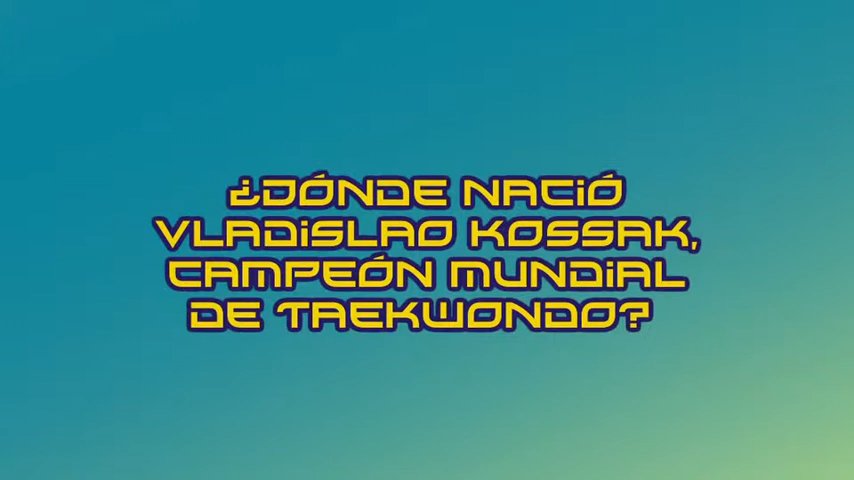 ¿DÓNDE NACIÓ
VLADISLAO KOSSAK,
CAMPEÓN MUNDIAL
DE TAEKWONDO?